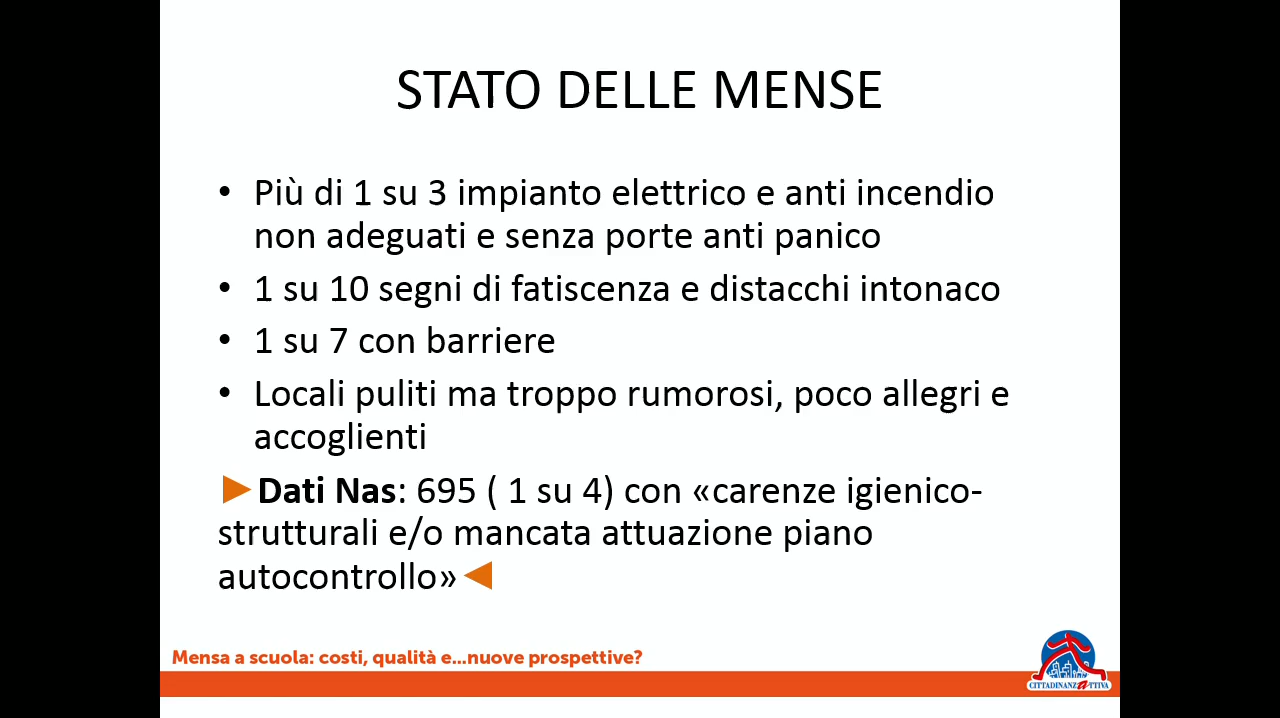 STATO DELLE MENSE
• Più di 1 su 3 impianto elettrico e anti incendio
non adeguati e senza porte anti panico
• 1 su 10 segni di fatiscenza e distacchi intonaco
• 1 su 7 con barriere
• Locali puliti ma troppo rumorosi, poco allegri e
accoglienti
►Dati Nas: 695 ( 1 su 4) con «carenze igienico-
strutturali e/o mancata attuazione piano
autocontrollo»◄
Mensa a scuola: costi, qualità e...nuove prospettive?
CITTADINANZATTIVA